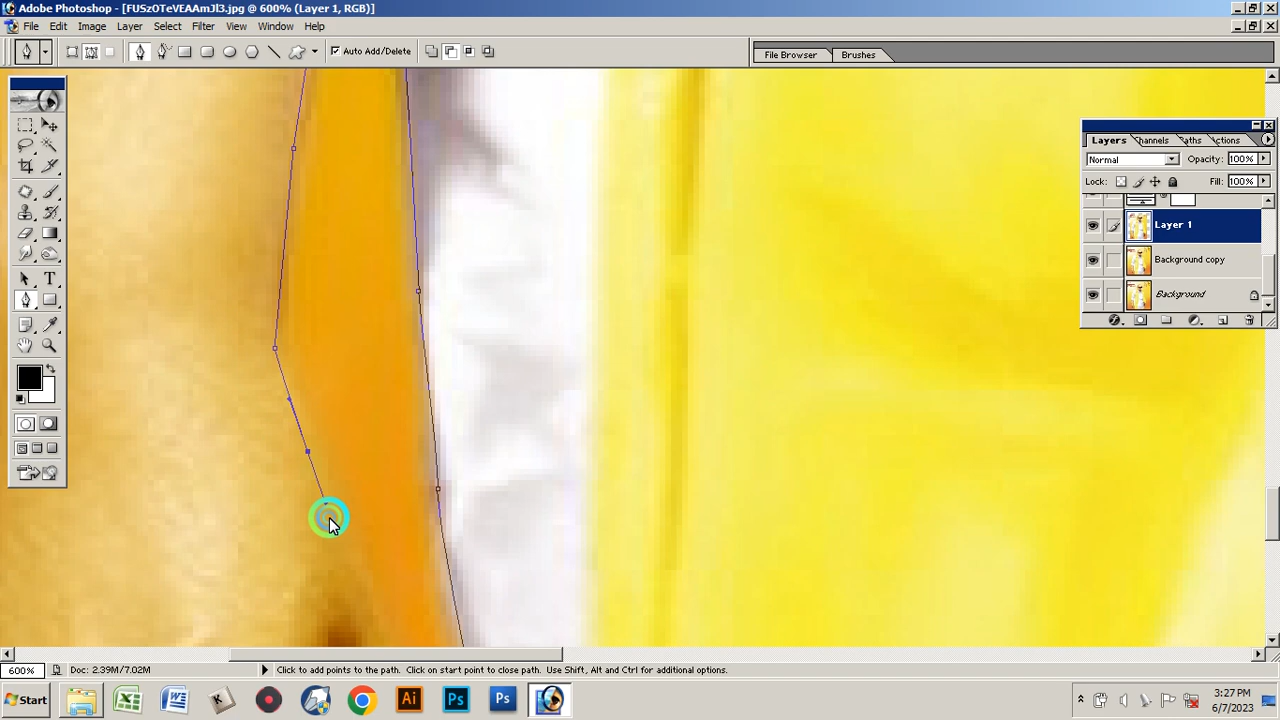 Adobe Photoshop - [FUSzOTeVEAAmJl3.jpg @ 600% (Layer 1, RGB)]
File Edit Image Layer Select Filter View Window Help
Auto Add/Delete
File Browser Brushes
Layers Channels Paths Actions
Normal Opacity: 100%
Lock: Fill: 100%
Layer 1
Background copy
Background
T
600% Doc: 2.39M/7.02M Click to add points to the path. Click on start point to close path. Use Shift, Alt and Ctrl for additional options.
Start
K
Ai
Ps
Ps
3:27 PM
6/7/2023